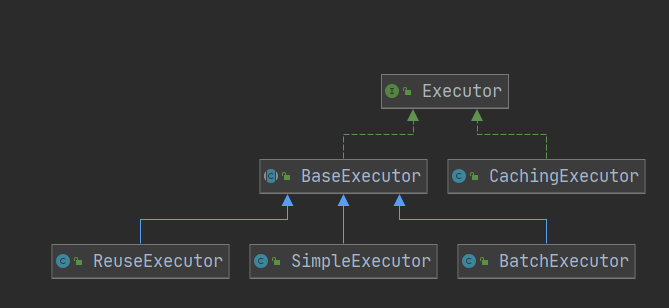 Executor
BaseExecutor
CachingExecutor
ReuseExecutor
SimpleExecutor
BatchExecutor